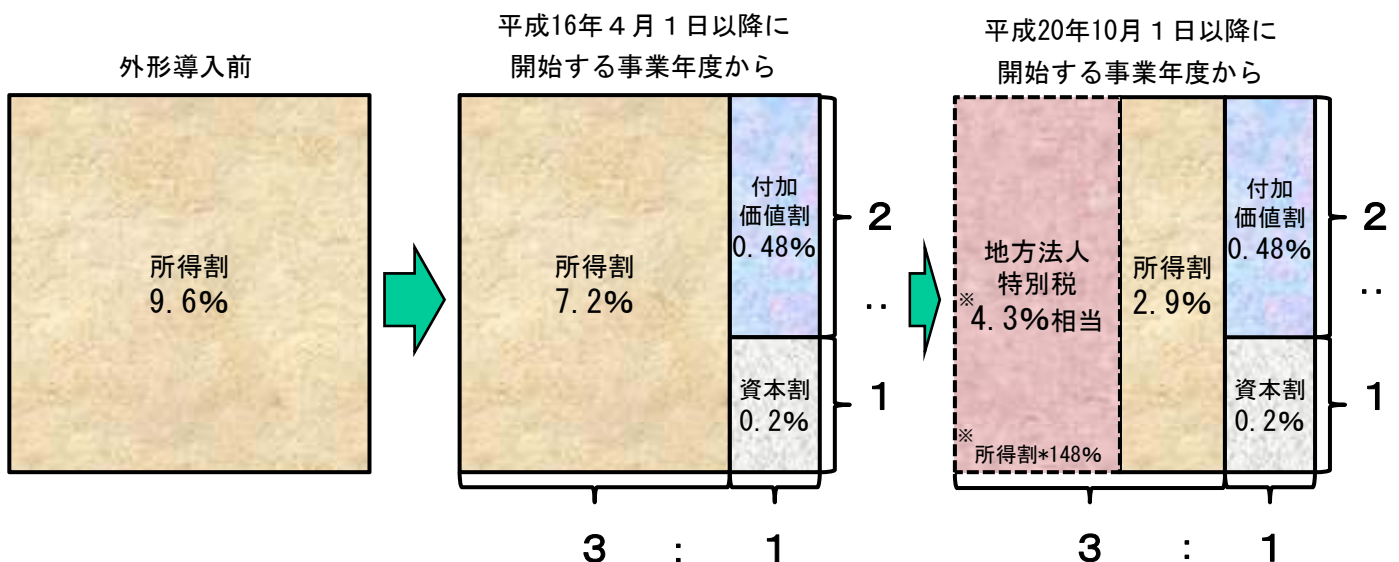 外形導入前
所得割
9.6%
平成16年４月１日以降に
開始する事業年度から
所得割
7.2%
付加
価値割
0.48%
資本割
0.2%
2
:
1
3 : 1
平成20年10月１日以降に
開始する事業年度から
地方法人
特別税
※4.3%相当
※所得割*148%
所得割
2.9%
付加
価値割
0.48%
資本割
0.2%
2
:
1
3 : 1